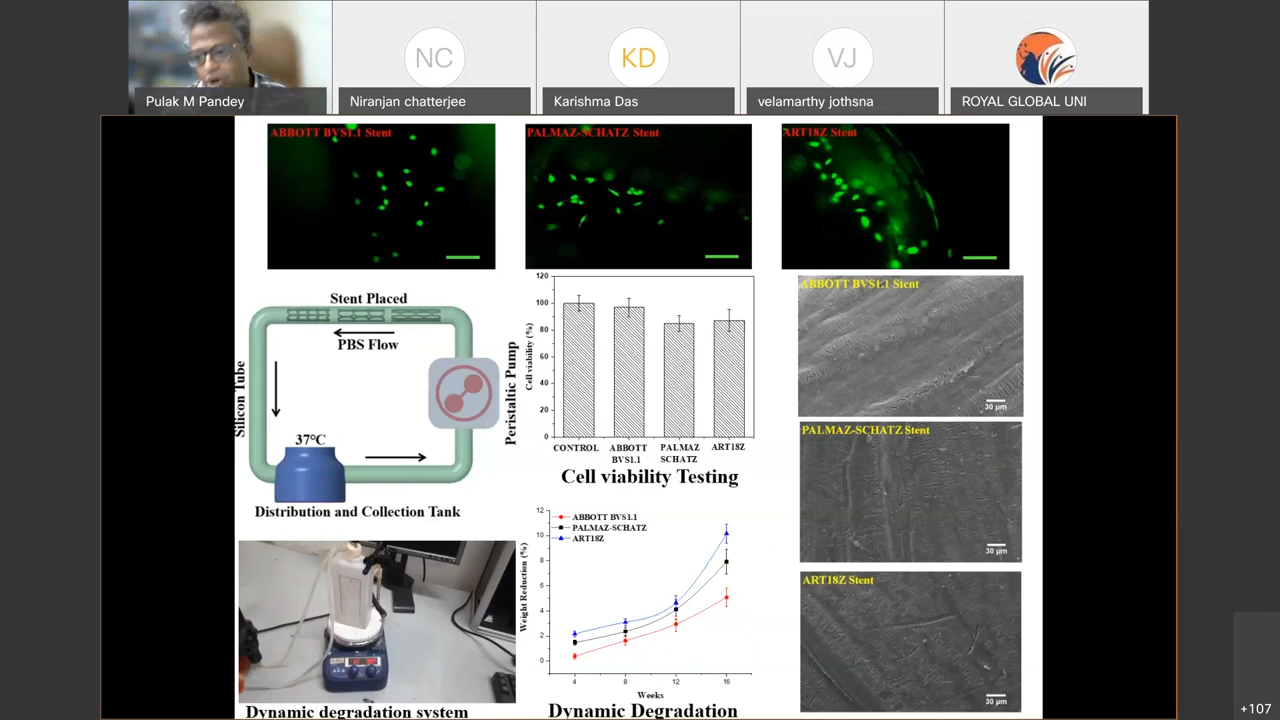 NC
KD
VJ
Pulak M Pandey
Niranjan chatterjee
Karishma Das
velamarthy jothsna
ROYAL GLOBAL UNI
ABBOTT BVS1.1 Stent
PALMAZ-SCHATZ Stent
ART18Z Stent
Stent Placed
PBS Flow
Silicon Tube
Peristaltic Pump
37°C
Distribution and Collection Tank
120
100
80
60
40
20
0
Cell viability (%)
CONTROL
ABBOTT
BVS1.1
PALMAZ
SCHATZ
ART18Z
Cell viability Testing
ABBOTT BVS1.1 Stent
30 μm
PALMAZ-SCHATZ Stent
30 μm
ART18Z Stent
30 μm
Dynamic degradation system
12
10
8
6
4
2
0
Weight Reduction (%)
ABBOTT BVS1.1
PALMAZ-SCHATZ
ART18Z
4
8
12
16
Weeks
Dynamic Degradation
+107